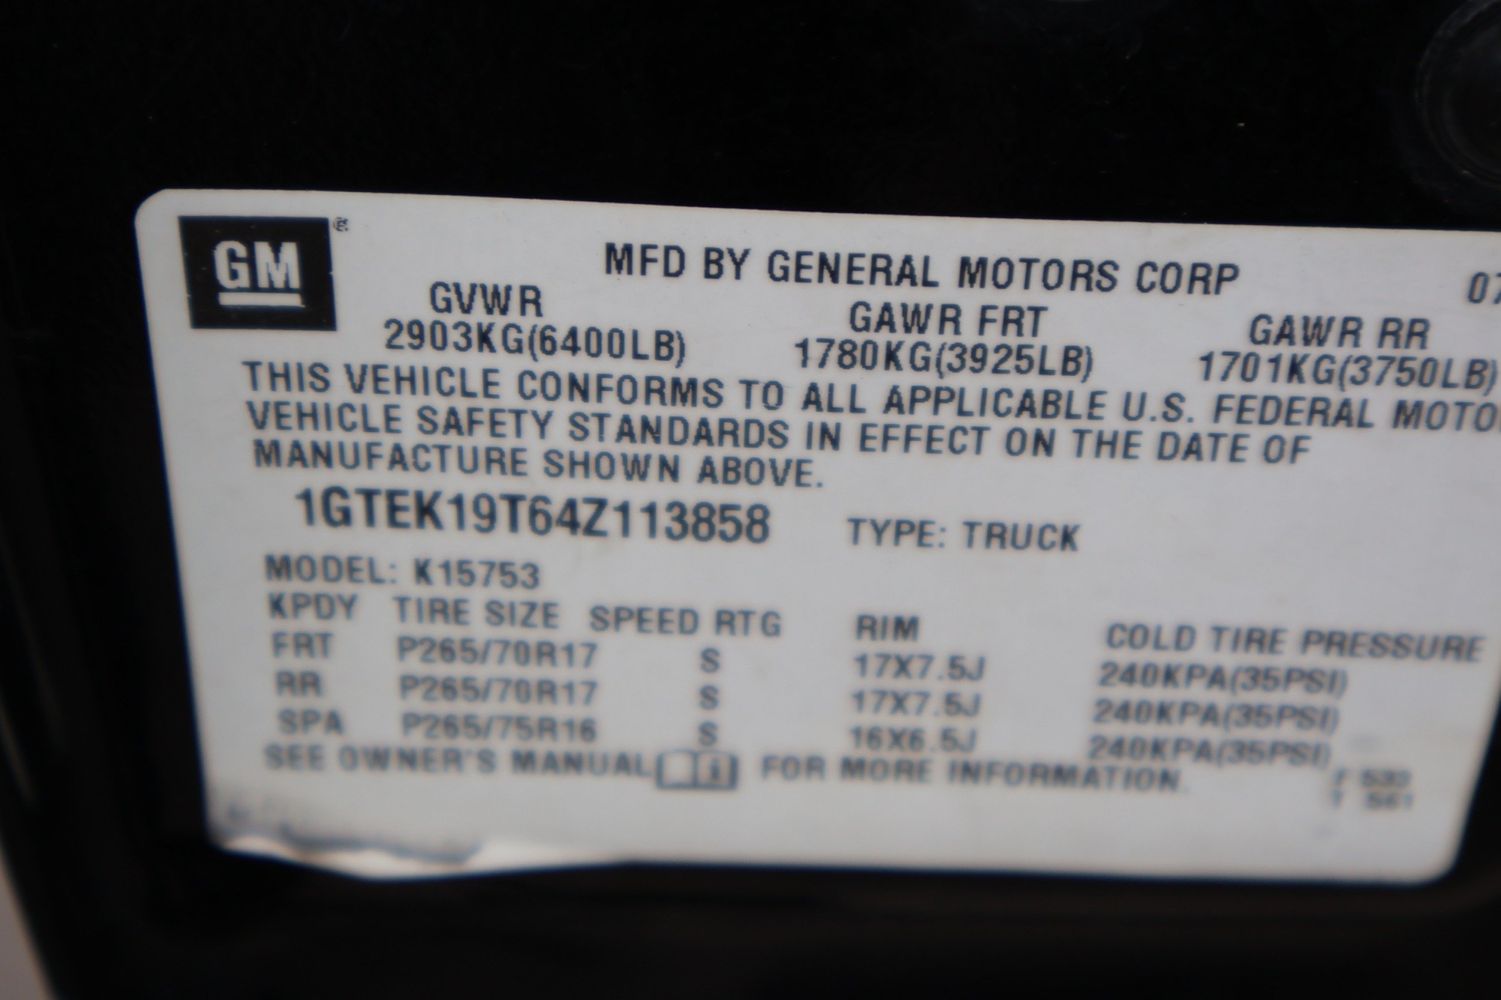 GM ®
MFD BY GENERAL MOTORS CORP 07
GVWR GAWR FRT GAWR RR
2903KG(6400LB) 1780KG(3925LB) 1701KG(3750LB)
THIS VEHICLE CONFORMS TO ALL APPLICABLE U.S. FEDERAL MOTO
VEHICLE SAFETY STANDARDS IN EFFECT ON THE DATE OF
MANUFACTURE SHOWN ABOVE.
1GTEK19T64Z113858 TYPE: TRUCK
MODEL: K15753
KPDY TIRE SIZE SPEED RTG RIM COLD TIRE PRESSURE
FRT P265/70R17 S 17X7.5J 240KPA(35PSI)
RR P265/70R17 S 17X7.5J 240KPA(35PSI)
SPA P265/75R16 S 16X6.5J 240KPA(35PSI)
SEE OWNER'S MANUAL FOR MORE INFORMATION.